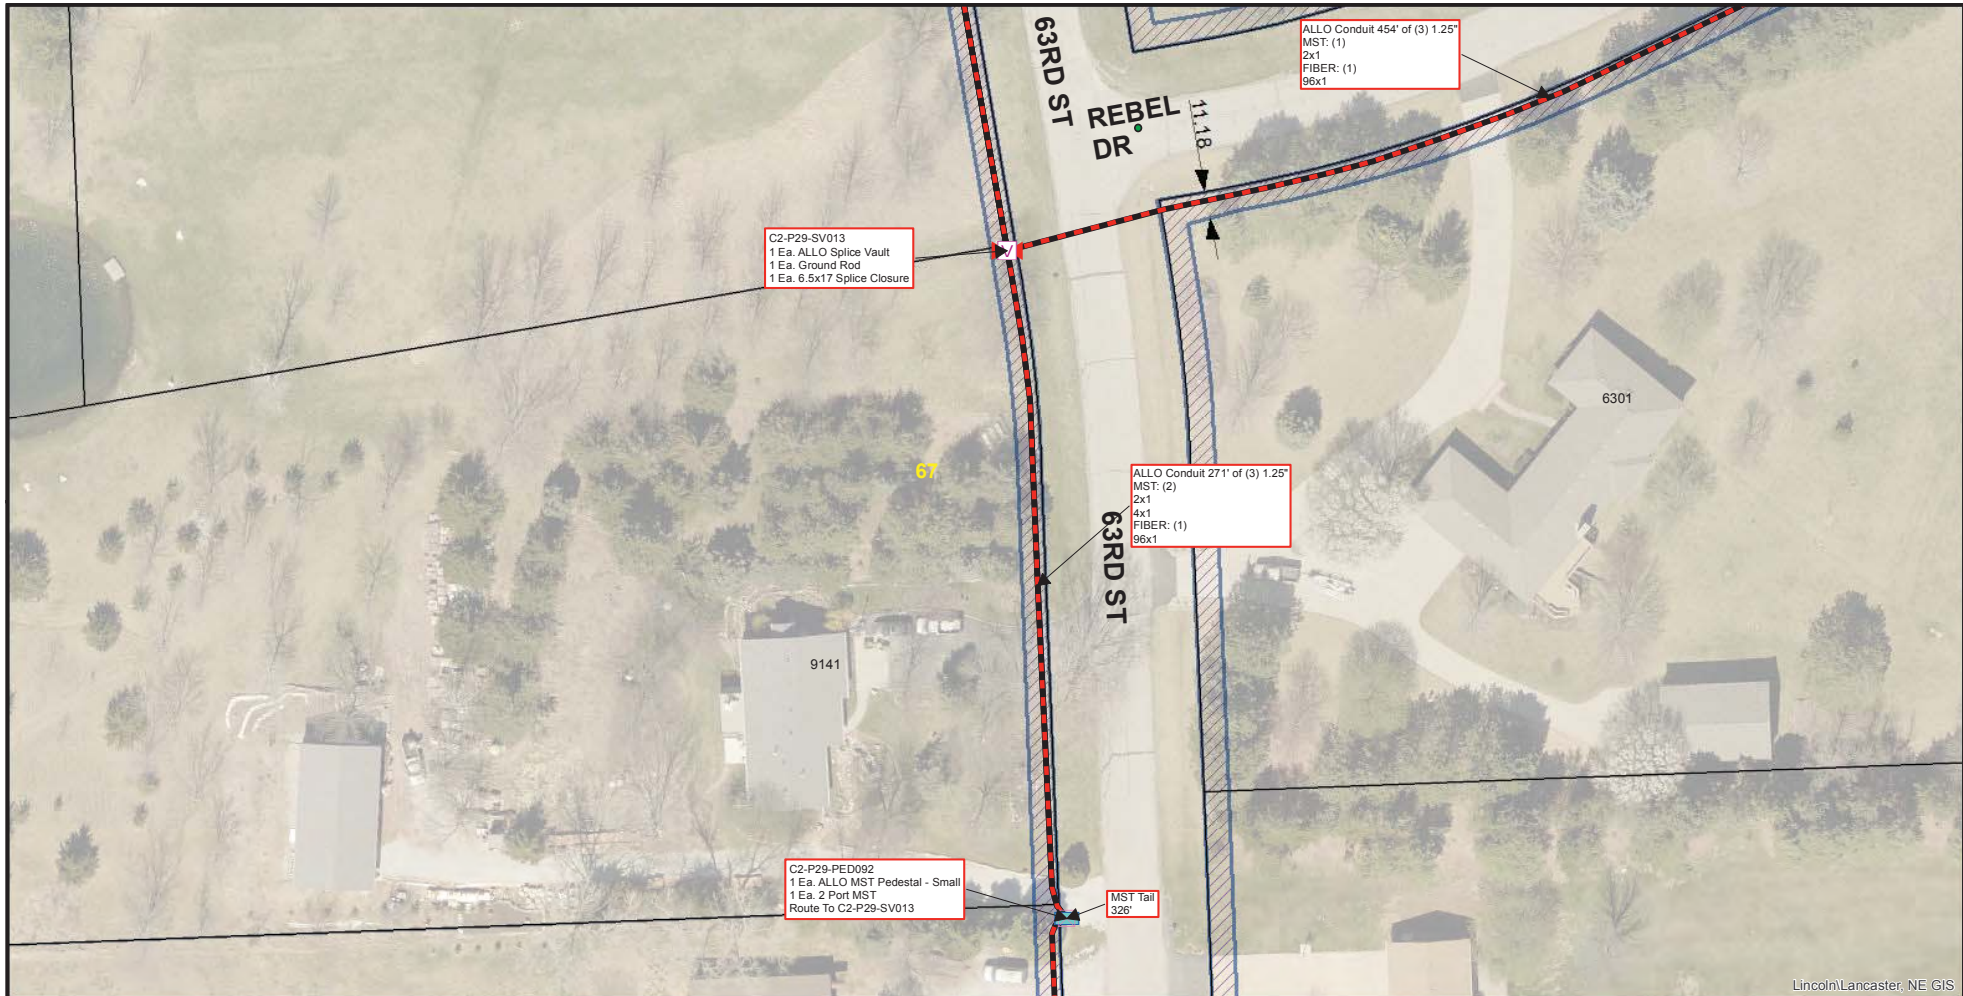 63RD ST
REBEL
DR
11.18
ALLO Conduit 454' of (3) 1.25"
MST: (1)
2x1
FIBER: (1)
96x1
C2-P29-SV013
1 Ea. ALLO Splice Vault
1 Ea. Ground Rod
1 Ea. 6.5x17 Splice Closure
V
6301
67
ALLO Conduit 271' of (3) 1.25"
MST: (2)
2x1
4x1
FIBER: (1)
96x1
63RD ST
9141
C2-P29-PED092
1 Ea. ALLO MST Pedestal - Small
1 Ea. 2 Port MST
Route To C2-P29-SV013
MST Tail
326'
Lincoln\Lancaster, NE GIS